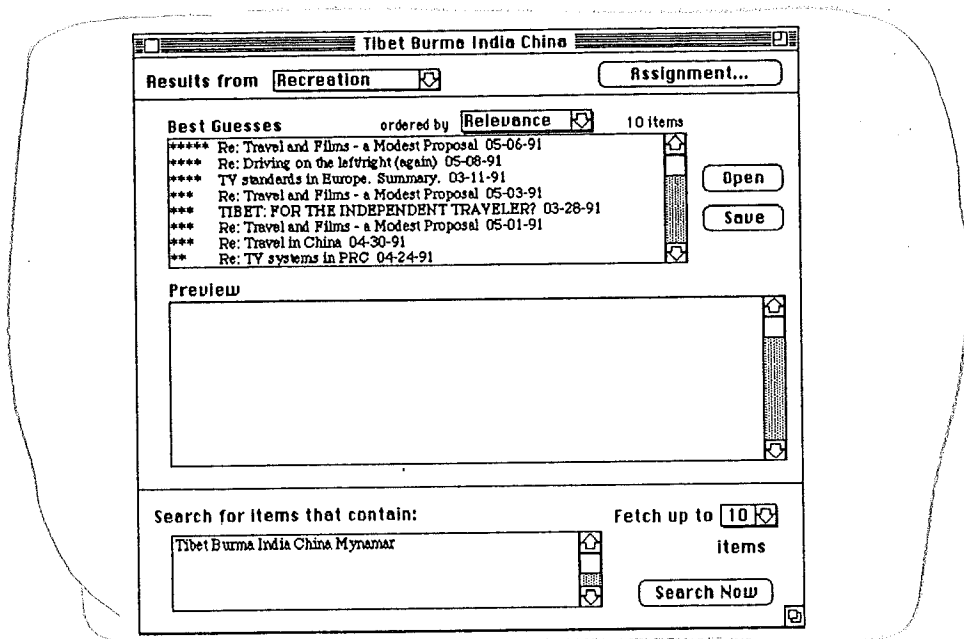 Tibet Burma India China
Results from Recreation Assignment...
Best Guesses ordered by Relevance 10 items
***** Re: Travel and Films - a Modest Proposal 05-06-91
**** Re: Driving on the left/right (again) 05-08-91
**** TV standards in Europe. Summary. 03-11-91
*** Re: Travel and Films - a Modest Proposal 05-03-91
*** TIBET: FOR THE INDEPENDENT TRAVELER? 03-28-91
*** Re: Travel and Films - a Modest Proposal 05-01-91
*** Re: Travel in China 04-30-91
** Re: TV systems in PRC 04-24-91
Open
Save
Preview
Search for items that contain:
Tibet Burma India China Mynamar
Fetch up to 10
items
Search Now